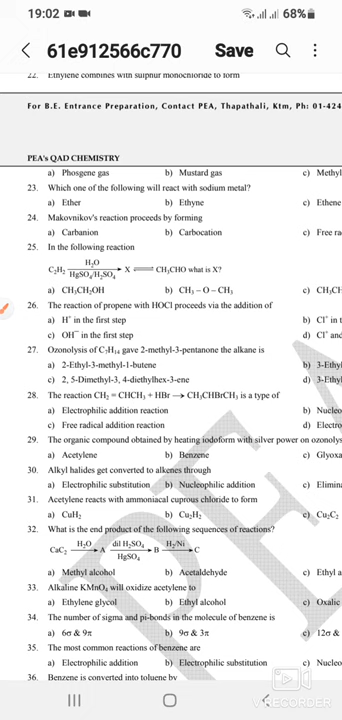 19:02 68%
61e912566c770 Save
22. Ethylene combines with sulphur monochloride to form
For B.E. Entrance Preparation, Contact PEA, Thapathali, Ktm, Ph: 01-424
PEA's QAD CHEMISTRY
a) Phosgene gas b) Mustard gas c) Methyl
23. Which one of the following will react with sodium metal?
a) Ether b) Ethyne c) Ethene
24. Makovnikov's reaction proceeds by forming
a) Carbanion b) Carbocation c) Free ra
25. In the following reaction
C₂H₂ H₂O HgSO₄/H₂SO₄ → X ⇌ CH₃CHO what is X?
a) CH₃CH₂OH b) CH₃ – O – CH₃ c) CH₃CH
26. The reaction of propene with HOCl proceeds via the addition of
a) H⁺ in the first step b) Cl⁺ in t
c) OH⁻ in the first step d) Cl⁺ and
27. Ozonolysis of C₇H₁₄ gave 2-methyl-3-pentanone the alkane is
a) 2-Ethyl-3-methyl-1-butene b) 3-Ethyl
c) 2, 5-Dimethyl-3, 4-diethylhex-3-ene d) 3-Ethyl
28. The reaction CH₂ = CHCH₃ + HBr → CH₃CHBrCH₃ is a type of
a) Electrophilic addition reaction b) Nucleo
c) Free radical addition reaction d) Electro
29. The organic compound obtained by heating iodoform with silver power on ozonolys
a) Acetylene b) Benzene c) Glyoxa
30. Alkyl halides get converted to alkenes through
a) Electrophilic substitution b) Nucleophilic addition c) Elimina
31. Acetylene reacts with ammoniacal cuprous chloride to form
a) CuH₂ b) Cu₂H₂ c) Cu₂C₂
32. What is the end product of the following sequences of reactions?
CaC₂ H₂O → A dil H₂SO₄ HgSO₄ → B H₂/Ni → C
a) Methyl alcohol b) Acetaldehyde c) Ethyl a
33. Alkaline KMnO₄ will oxidize acetylene to
a) Ethylene glycol b) Ethyl alcohol c) Oxalic
34. The number of sigma and pi-bonds in the molecule of benzene is
a) 6σ & 9π b) 9σ & 3π c) 12σ &
35. The most common reactions of benzene are
a) Electrophilic addition b) Electrophilic substitution c) Nucleo
36. Benzene is converted into toluene by
RECORDER